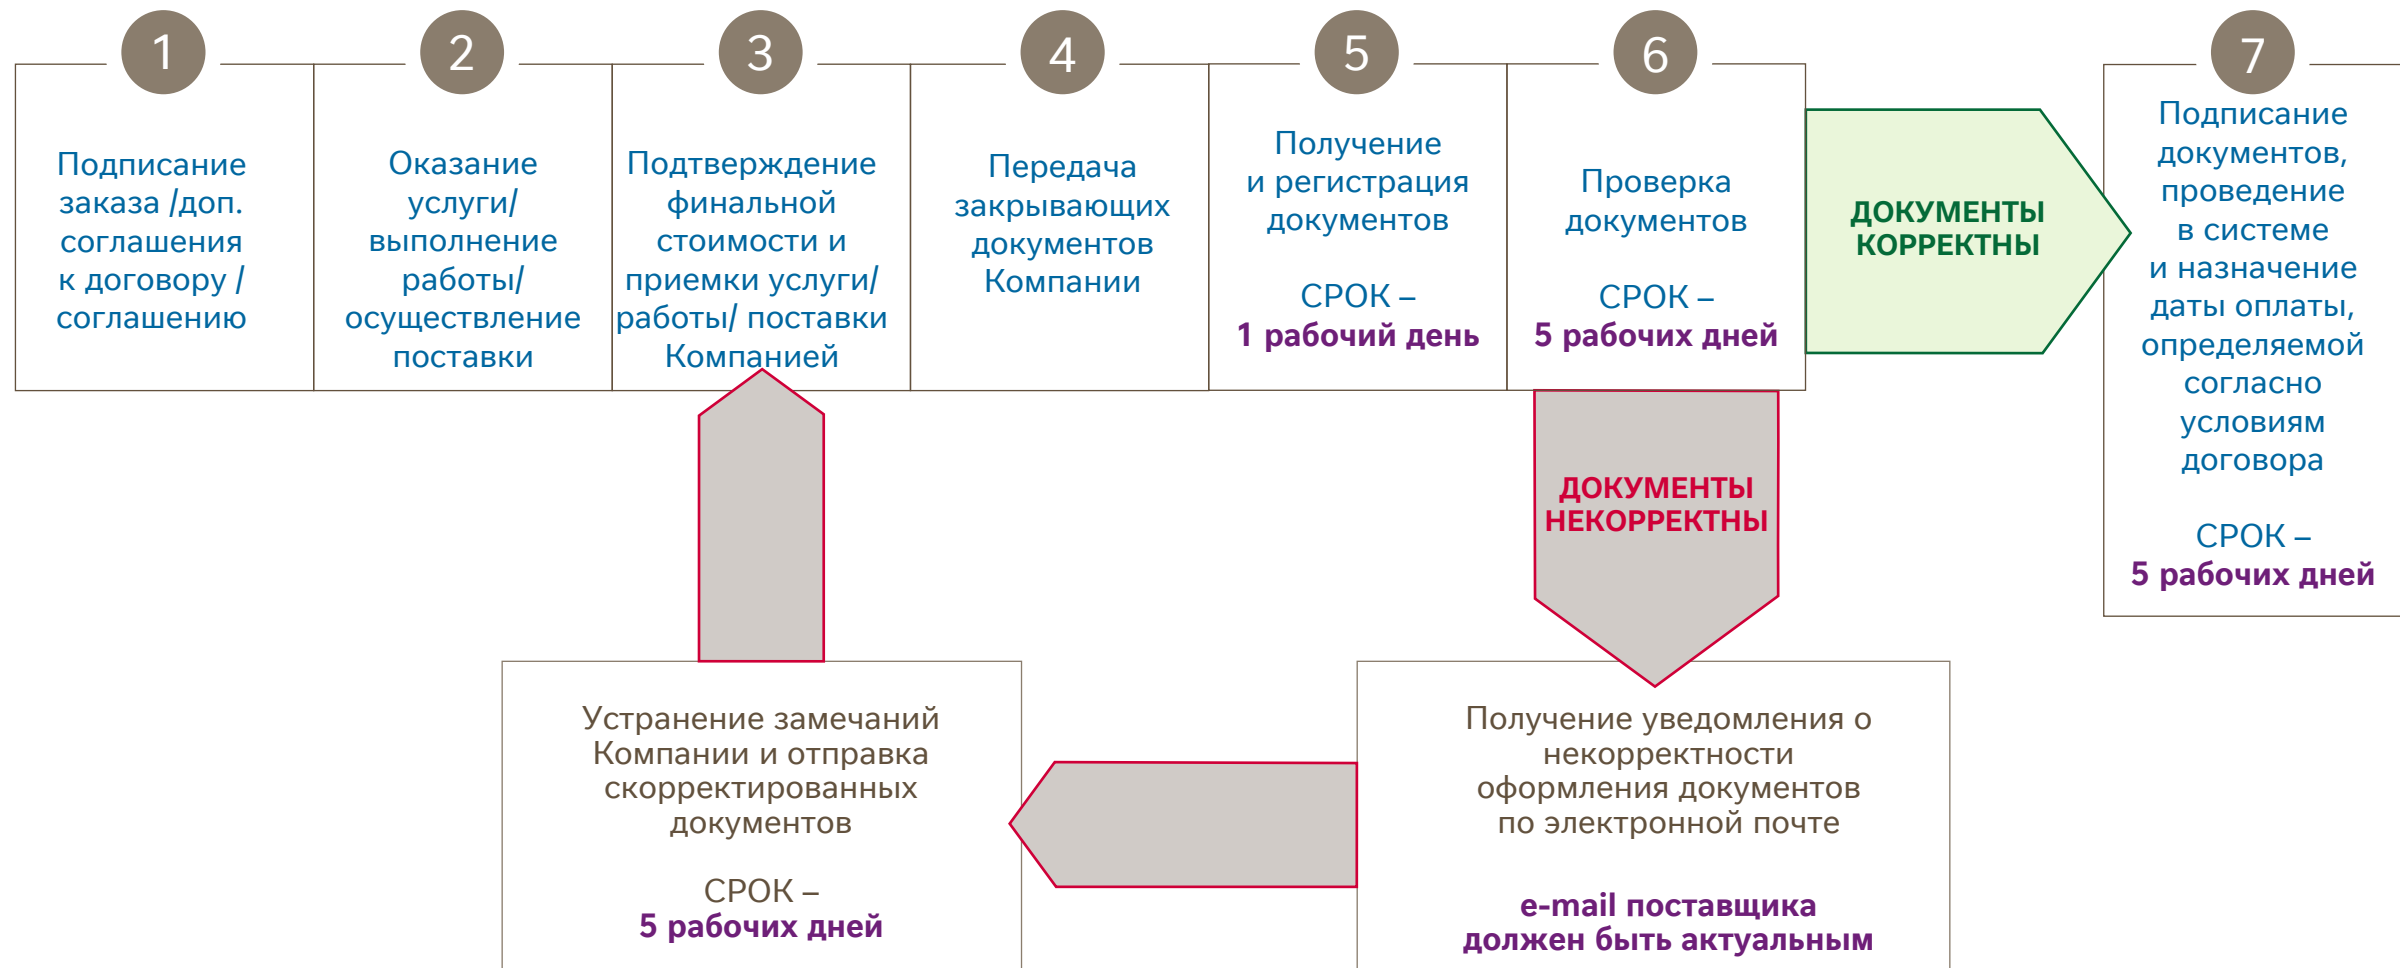 1
Подписание
заказа /доп.
соглашения
к договору /
соглашению
2
Оказание
услуги/
выполнение
работы/
осуществление
поставки
3
Подтверждение
финальной
стоимости и
приемки услуги/
работы/ поставки
Компанией
4
Передача
закрывающих
документов
Компании
5
Получение
и регистрация
документов
СРОК –
1 рабочий день
6
Проверка
документов
СРОК –
5 рабочих дней
ДОКУМЕНТЫ
КОРРЕКТНЫ
7
Подписание
документов,
проведение
в системе
и назначение
даты оплаты,
определяемой
согласно
условиям
договора
СРОК –
5 рабочих дней
ДОКУМЕНТЫ
НЕКОРРЕКТНЫ
Получение уведомления о
некорректности
оформления документов
по электронной почте
e-mail поставщика
должен быть актуальным
Устранение замечаний
Компании и отправка
скорректированных
документов
СРОК –
5 рабочих дней